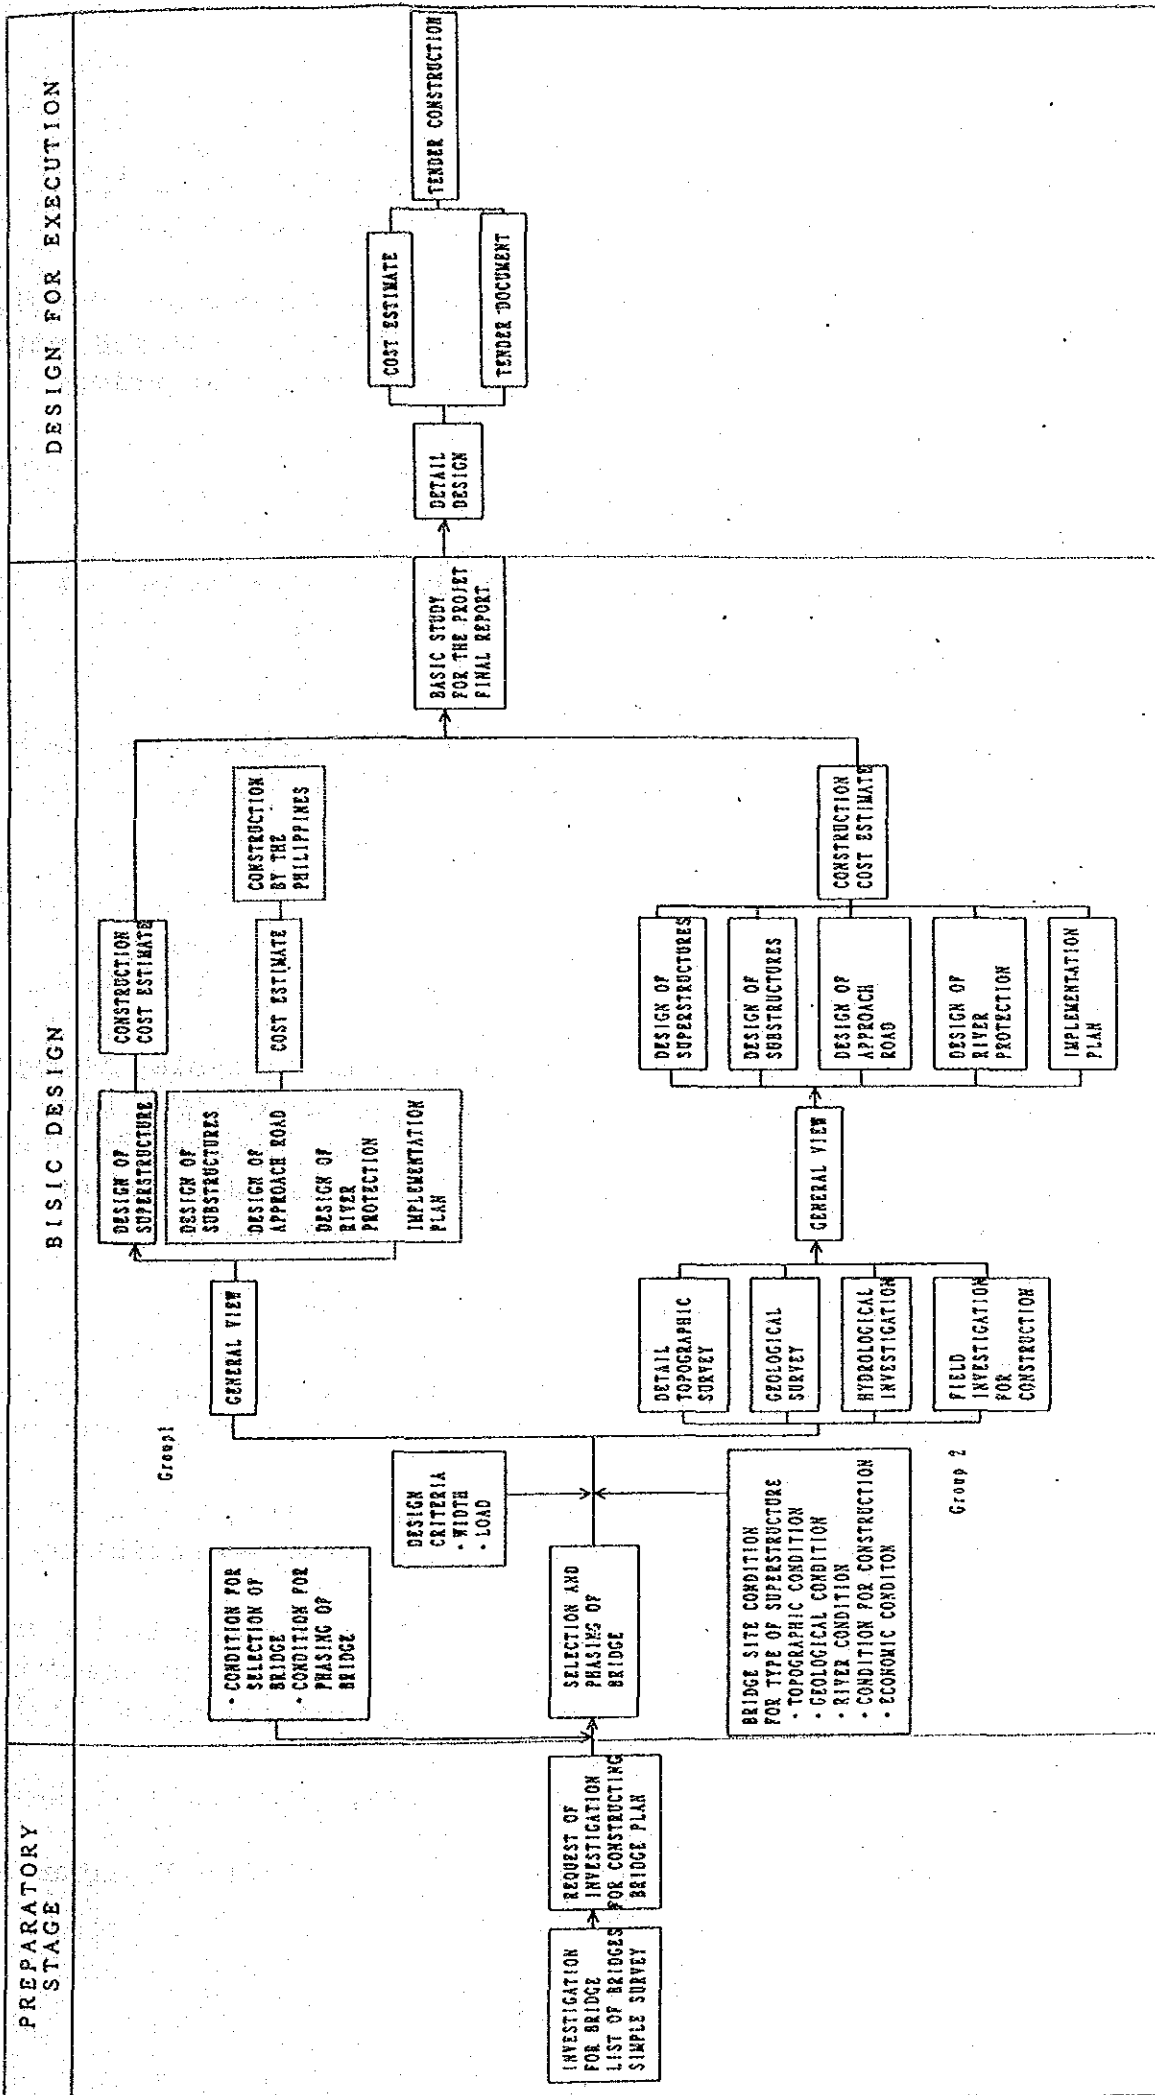 PREPARATORY
STAGE
BISIC DESIGN
DESIGN FOR EXECUTION
INVESTIGATION
FOR BRIDGE
LIST OF BRIDGES
SIMPLE SURVEY
REQUEST OF
INVESTIGATION
FOR CONSTRUCTING
BRIDGE PLAN
・CONDITION FOR
SELECTION OF
BRIDGE
・CONDITION FOR
PHASING OF
BRIDGE
SELECTION AND
PHASING OF
BRIDGE
DESIGN
CRITERIA
・WIDTH
・LOAD
BRIDGE SITE CONDITION
FOR TYPE OF SUPERSTRUCTURE
・TOPOGRAPHIC CONDITION
・GEOLOGICAL CONDITION
・RIVER CONDITION
・CONDITION FOR CONSTRUCTION
・ECONOMIC CONDITON
Group1
GENERAL VIEW
DESIGN OF
SUPERSTRUCTURE
DESIGN OF
SUBSTRUCTURES
DESIGN OF
APPROACH ROAD
DESIGN OF
RIVER
PROTECTION
IMPLEMENTATION
PLAN
CONSTRUCTION
COST ESTIMATE
COST ESTIMATE
CONSTRUCTION
BY THE
PHILIPPINES
Group 2
DETAIL
TOPOGRAPHIC
SURVEY
GEOLOGICAL
SURVEY
HYDROLOGICAL
INVESTIGATION
FIELD
INVESTIGATION
FOR
CONSTRUCTION
GENERAL VIEW
DESIGN OF
SUPERSTRUCTURES
DESIGN OF
SUBSTRUCTURES
DESIGN OF
APPROACH
ROAD
DESIGN OF
RIVER
PROTECTION
IMPLEMENTATION
PLAN
CONSTRUCTION
COST ESTIMATE
BASIC STUDY
FOR THE PROJET
FINAL REPORT
DETAIL
DESIGN
COST ESTIMATE
TENDER DOCUMENT
TENDER CONSTRUCTION